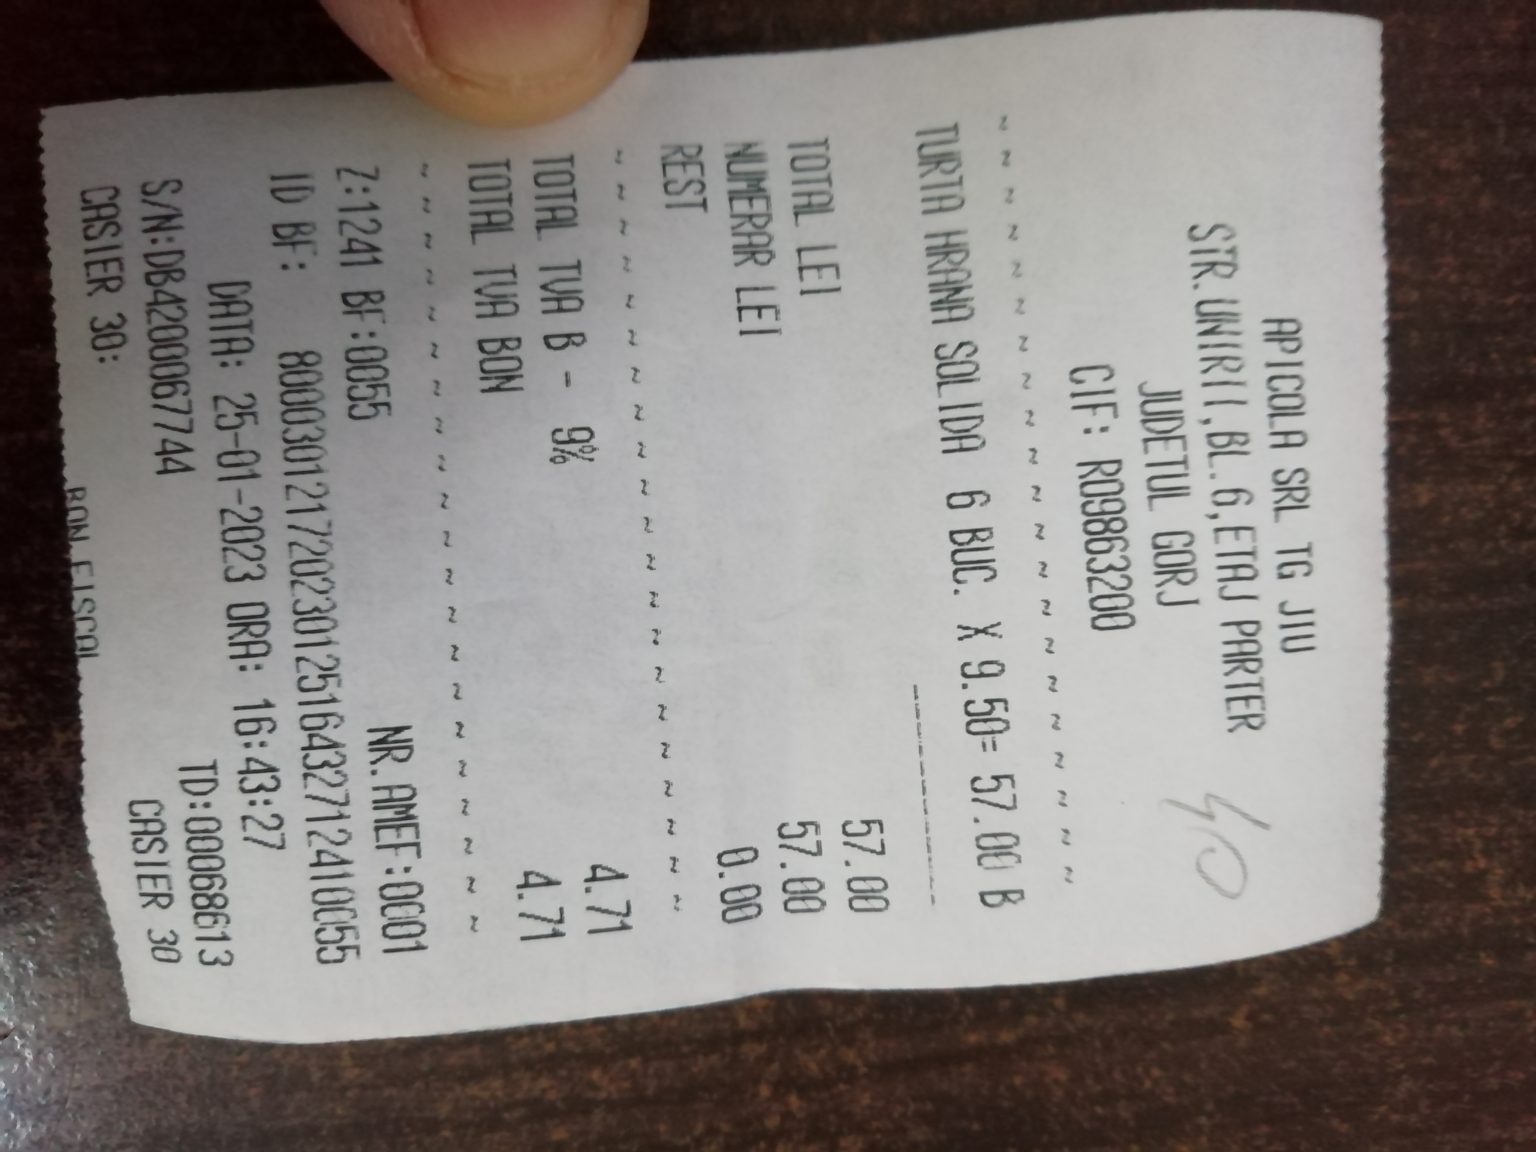 APICOLA SRL TG JIU
STR.UNIRII,BL.6,ETAJ PARTER
JUDETUL GORJ
CIF: RO9863200
~ ~ ~ ~ ~ ~ ~ ~ ~ ~ ~ ~ ~ ~ ~ ~ ~ ~ ~ ~
TURTA HRANA SOLIDA 6 BUC. X 9.50= 57.00 B
------------
TOTAL LEI 57.00
NUMERAR LEI 57.00
REST 0.00
~ ~ ~ ~ ~ ~ ~ ~ ~ ~ ~ ~ ~ ~ ~ ~ ~ ~ ~ ~
TOTAL TVA B - 9% 4.71
TOTAL TVA BON 4.71
~ ~ ~ ~ ~ ~ ~ ~ ~ ~ ~ ~ ~ ~ ~ ~ ~ ~ ~ ~
Z:1241 BF:0055 NR.AMEF:0001
ID BF: 80003012172023012516432712410055
DATA: 25-01-2023 ORA: 16:43:27
S/N:DB4200067744 TD:00068613
CASIER 30: CASIER 30
BON FISCAL